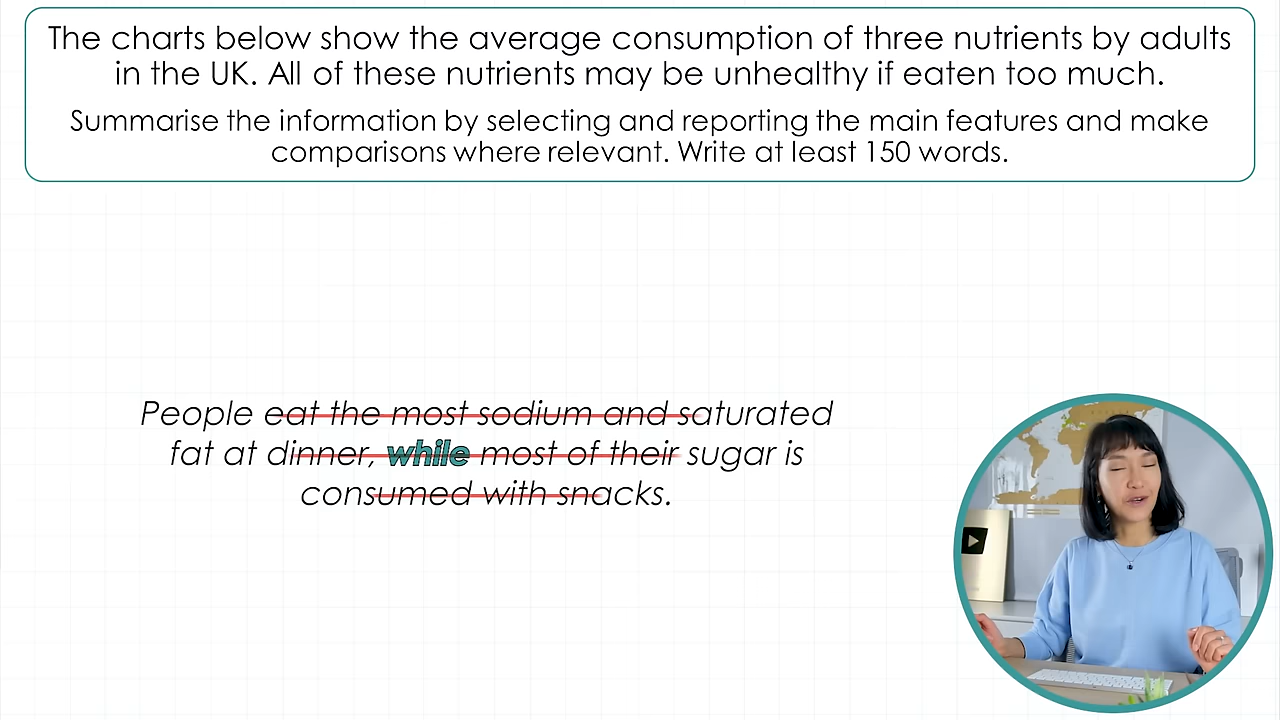 The charts below show the average consumption of three nutrients by adults
in the UK. All of these nutrients may be unhealthy if eaten too much.
Summarise the information by selecting and reporting the main features and make
comparisons where relevant. Write at least 150 words.
People eat the most sodium and saturated
fat at dinner, while most of their sugar is
consumed with snacks.